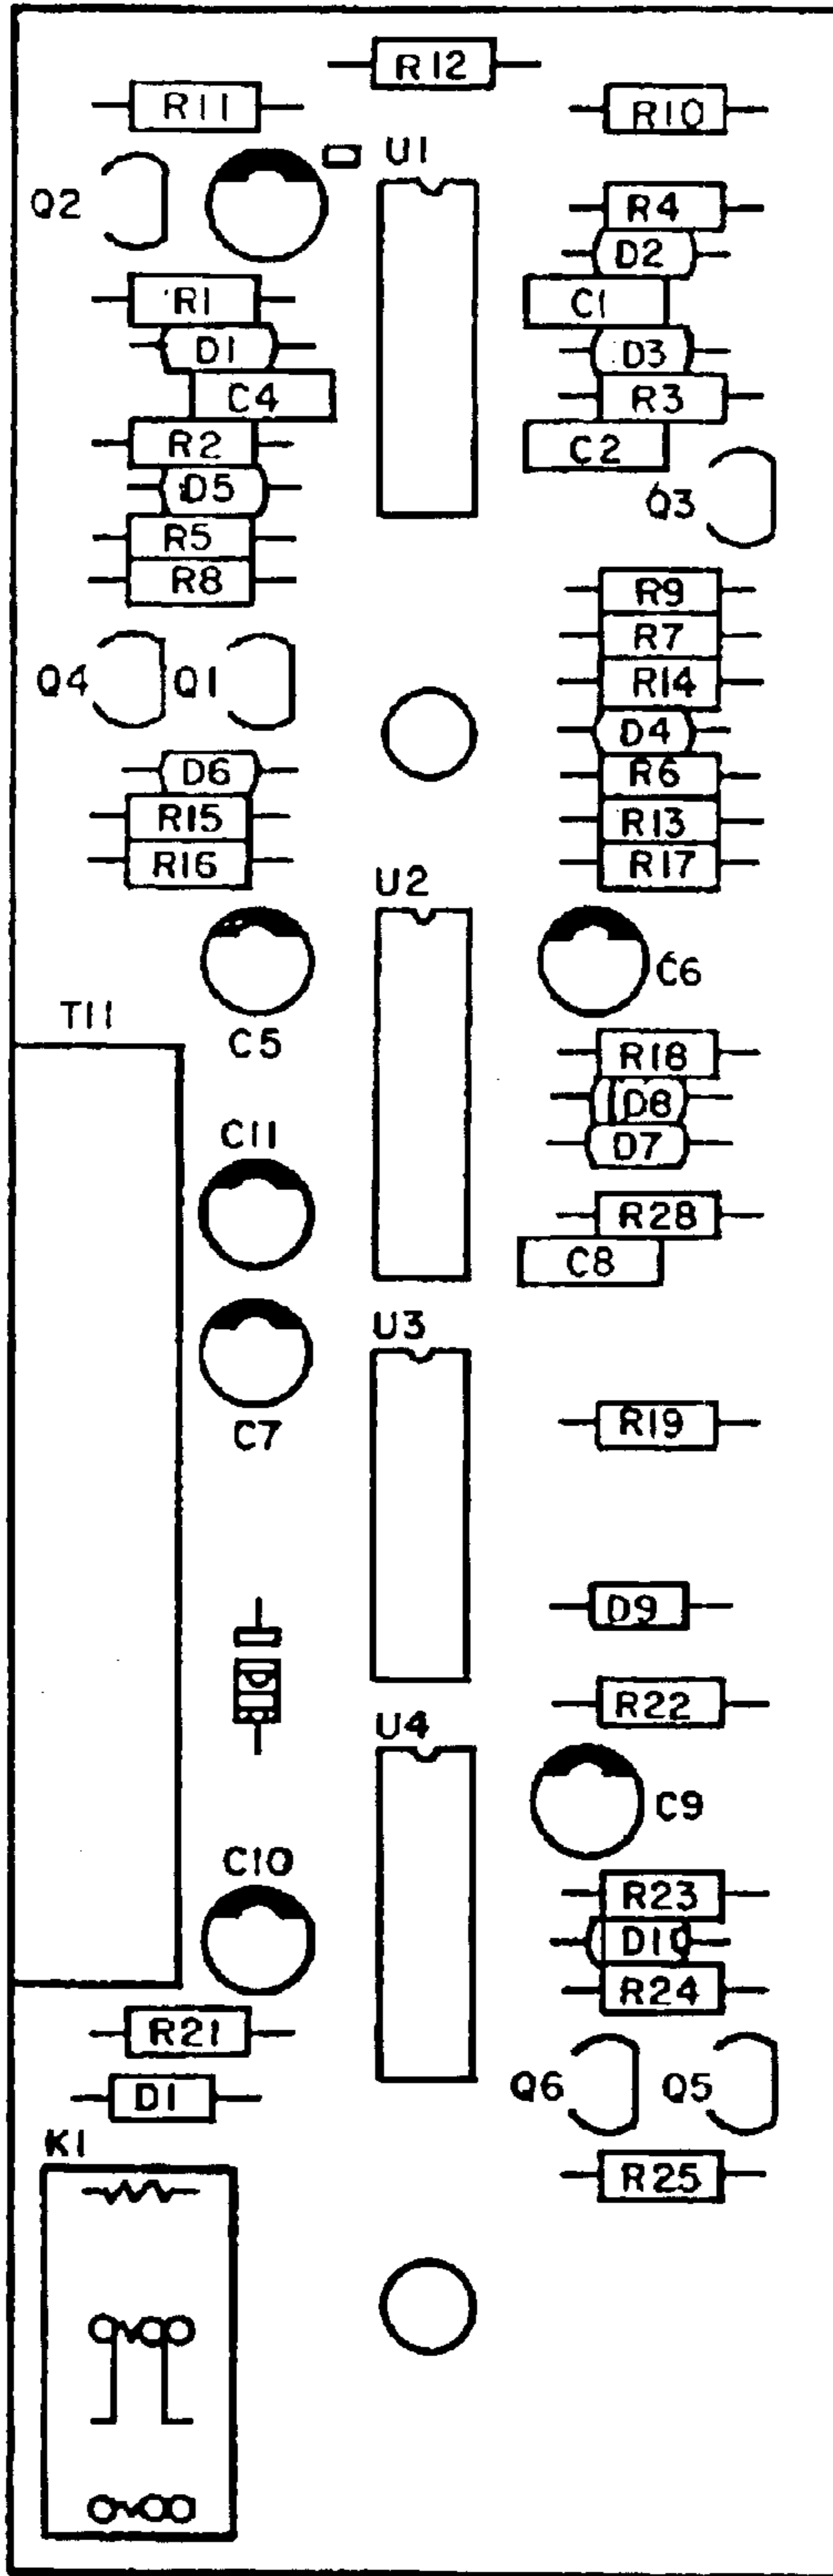 R12
R11
R10
U1
Q2
R4
D2
R1
C1
D1
D3
C4
R3
R2
C2
D5
Q3
R5
R8
R9
R7
Q4
Q1
R14
D4
D6
R6
R15
R13
R16
R17
U2
C6
T11
C5
R18
D8
C11
D7
R28
C8
U3
R19
C7
D9
R22
U4
C9
C10
R23
D10
R24
R21
Q6
Q5
D1
K1
R25